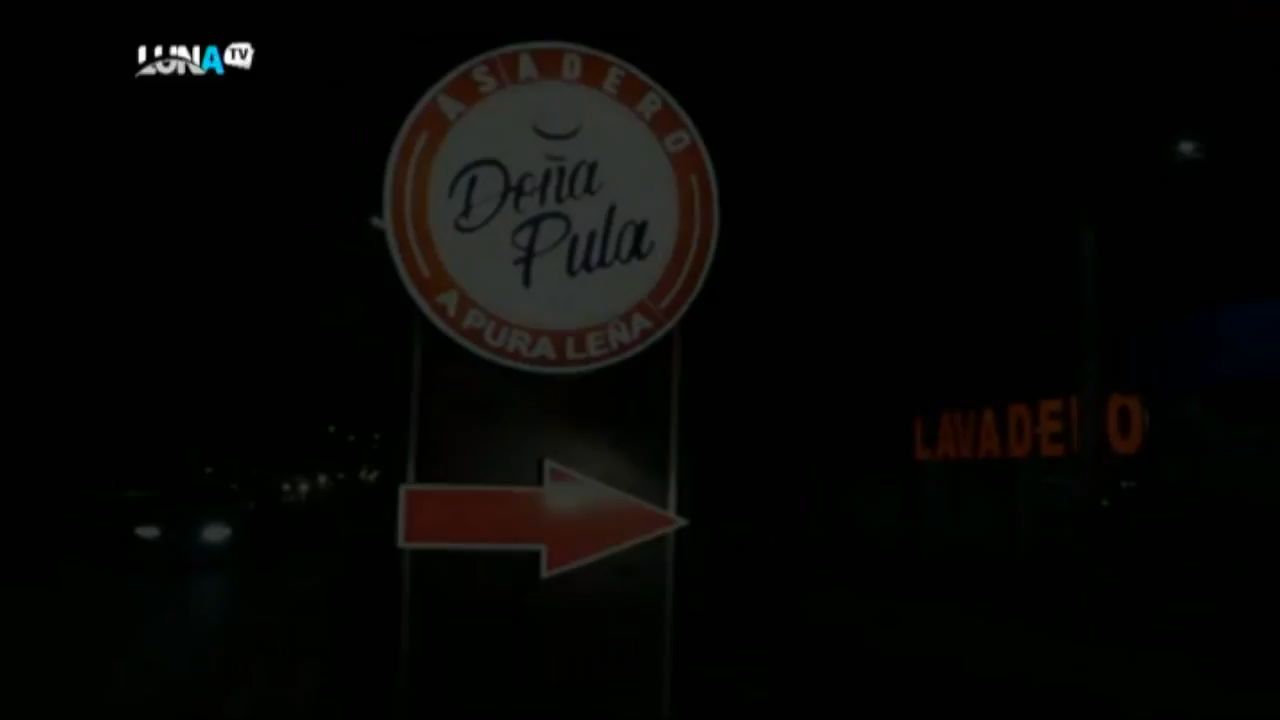 LUNA TV
ASADERO
Doña
Pula
A PURA LEÑA
LAVADERO